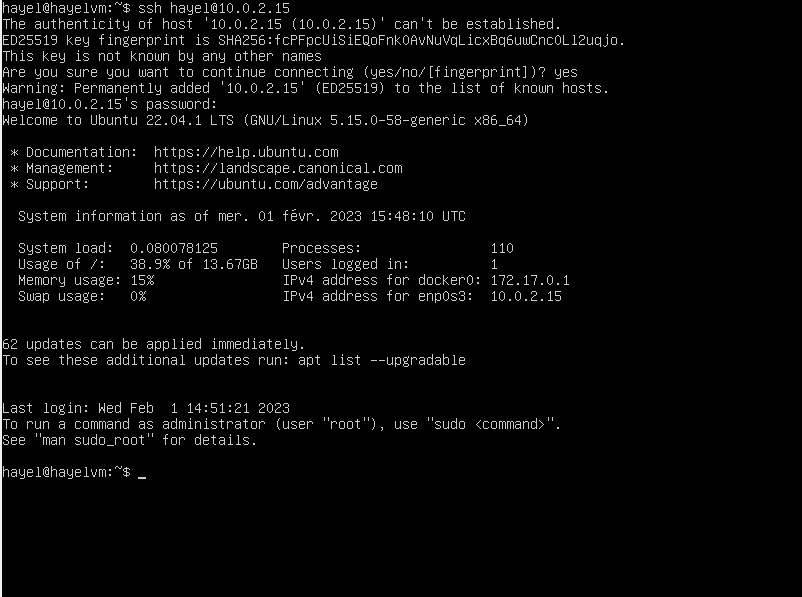 hayel@hayelvm:~$ ssh hayel@10.0.2.15
The authenticity of host '10.0.2.15 (10.0.2.15)' can't be established.
ED25519 key fingerprint is SHA256:fcPFpcUiSiEQoFnkOAvNuVqLicxBq6uwCncOLl2uqjo.
This key is not known by any other names
Are you sure you want to continue connecting (yes/no/[fingerprint])? yes
Warning: Permanently added '10.0.2.15' (ED25519) to the list of known hosts.
hayel@10.0.2.15's password:
Welcome to Ubuntu 22.04.1 LTS (GNU/Linux 5.15.0-58-generic x86_64)
 * Documentation:  https://help.ubuntu.com
 * Management:     https://landscape.canonical.com
 * Support:        https://ubuntu.com/advantage
  System information as of mer. 01 févr. 2023 15:48:10 UTC
  System load:  0.080078125        Processes:                110
  Usage of /:   38.9% of 13.67GB   Users logged in:          1
  Memory usage: 15%                IPv4 address for docker0: 172.17.0.1
  Swap usage:   0%                 IPv4 address for enp0s3:  10.0.2.15
62 updates can be applied immediately.
To see these additional updates run: apt list --upgradable
Last login: Wed Feb  1 14:51:21 2023
To run a command as administrator (user "root"), use "sudo <command>".
See "man sudo_root" for details.
hayel@hayelvm:~$ _